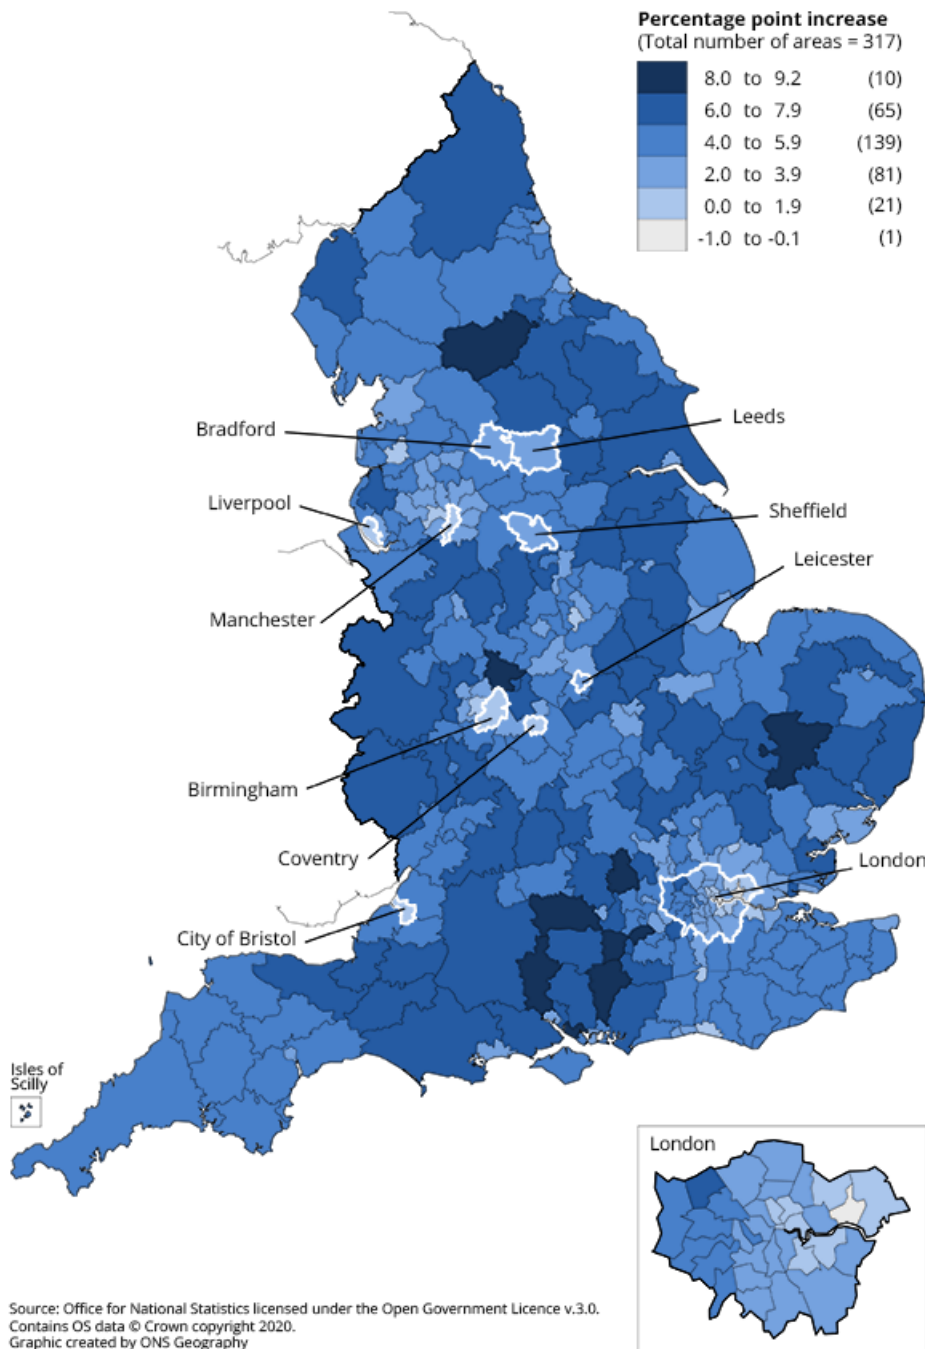 Percentage point increase
(Total number of areas = 317)
8.0 to 9.2 (10)
6.0 to 7.9 (65)
4.0 to 5.9 (139)
2.0 to 3.9 (81)
0.0 to 1.9 (21)
-1.0 to -0.1 (1)
Bradford
Leeds
Liverpool
Sheffield
Leicester
Manchester
Birmingham
Coventry
London
City of Bristol
Isles of
Scilly
London
Source: Office for National Statistics licensed under the Open Government Licence v.3.0.
Contains OS data © Crown copyright 2020.
Graphic created by ONS Geography